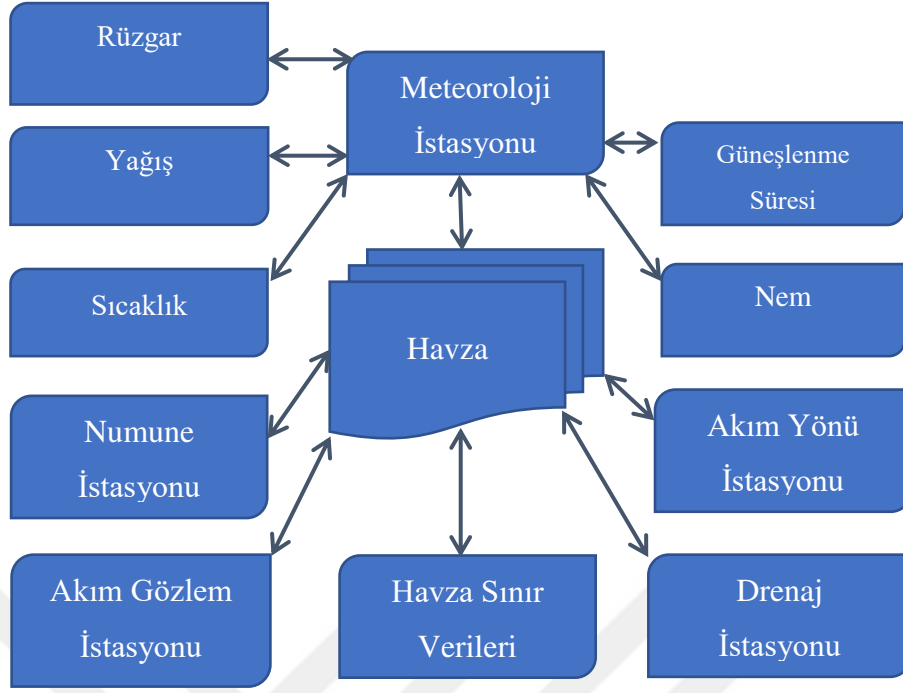 Rüzgar
Meteoroloji
İstasyonu
Yağış
Güneşlenme
Süresi
Sıcaklık
Nem
Havza
Numune
İstasyonu
Akım Yönü
İstasyonu
Akım Gözlem
İstasyonu
Havza Sınır
Verileri
Drenaj
İstasyonu